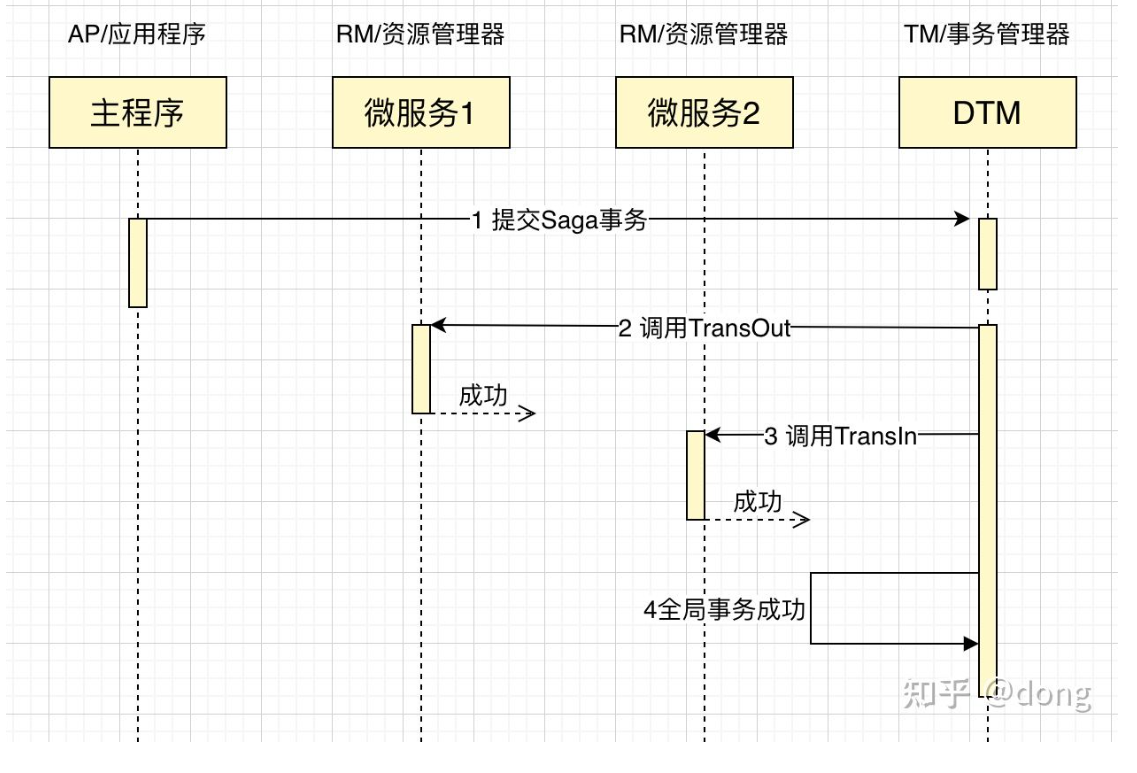 AP/应用程序
RM/资源管理器
RM/资源管理器
TM/事务管理器
主程序
微服务1
微服务2
DTM
1 提交Saga事务
2 调用TransOut
成功
3 调用TransIn
成功
4全局事务成功
知乎 @dong